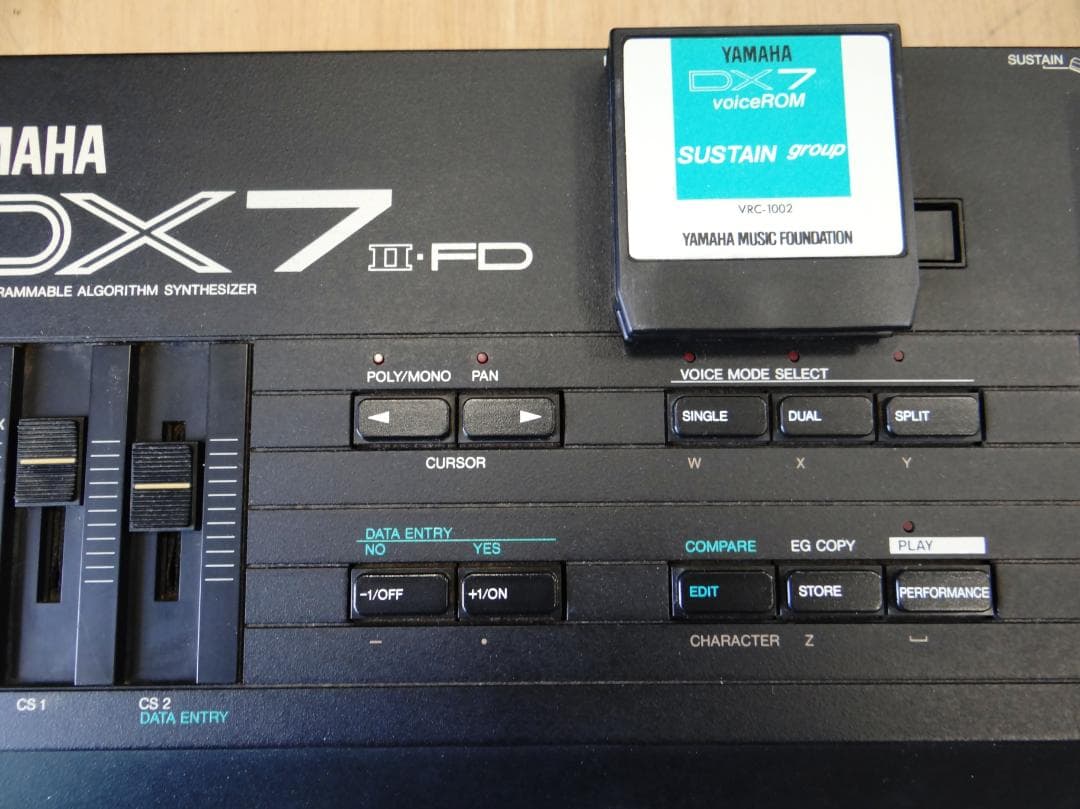 YAMAHA
DX7
voiceROM
SUSTAIN group
VRC-1002
YAMAHA MUSIC FOUNDATION
SUSTAIN
MAHA
DX7 II·FD
RAMMABLE ALGORITHM SYNTHESIZER
POLY/MONO PAN
VOICE MODE SELECT
SINGLE DUAL SPLIT
CURSOR
W X Y
DATA ENTRY
NO YES
COMPARE EG COPY PLAY
-1/OFF +1/ON
EDIT STORE PERFORMANCE
− • CHARACTER Z ⎵
CS 1 CS 2
DATA ENTRY